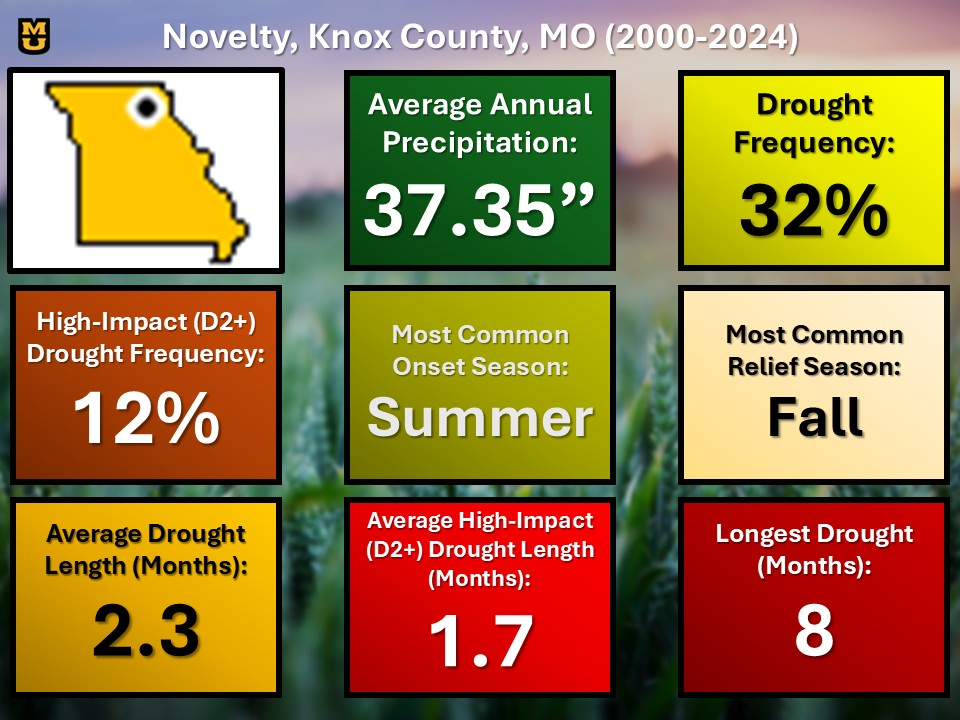 MU
Novelty, Knox County, MO (2000-2024)
Average Annual
Precipitation:
37.35”
Drought
Frequency:
32%
High-Impact (D2+)
Drought Frequency:
12%
Most Common
Onset Season:
Summer
Most Common
Relief Season:
Fall
Average Drought
Length (Months):
2.3
Average High-Impact
(D2+) Drought Length
(Months):
1.7
Longest Drought
(Months):
8